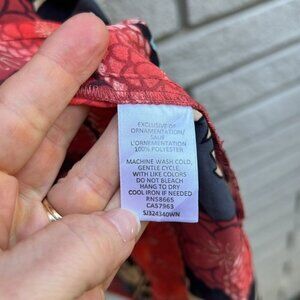 EXCLUSIVE OF
ORNAMENTATION/
SAUF
L'ORNEMENTATION
100% POLYESTER
MACHINE WASH COLD,
GENTLE CYCLE
WITH LIKE COLORS
DO NOT BLEACH
HANG TO DRY
COOL IRON IF NEEDED
RN58665
CA57963
SJ324340WN